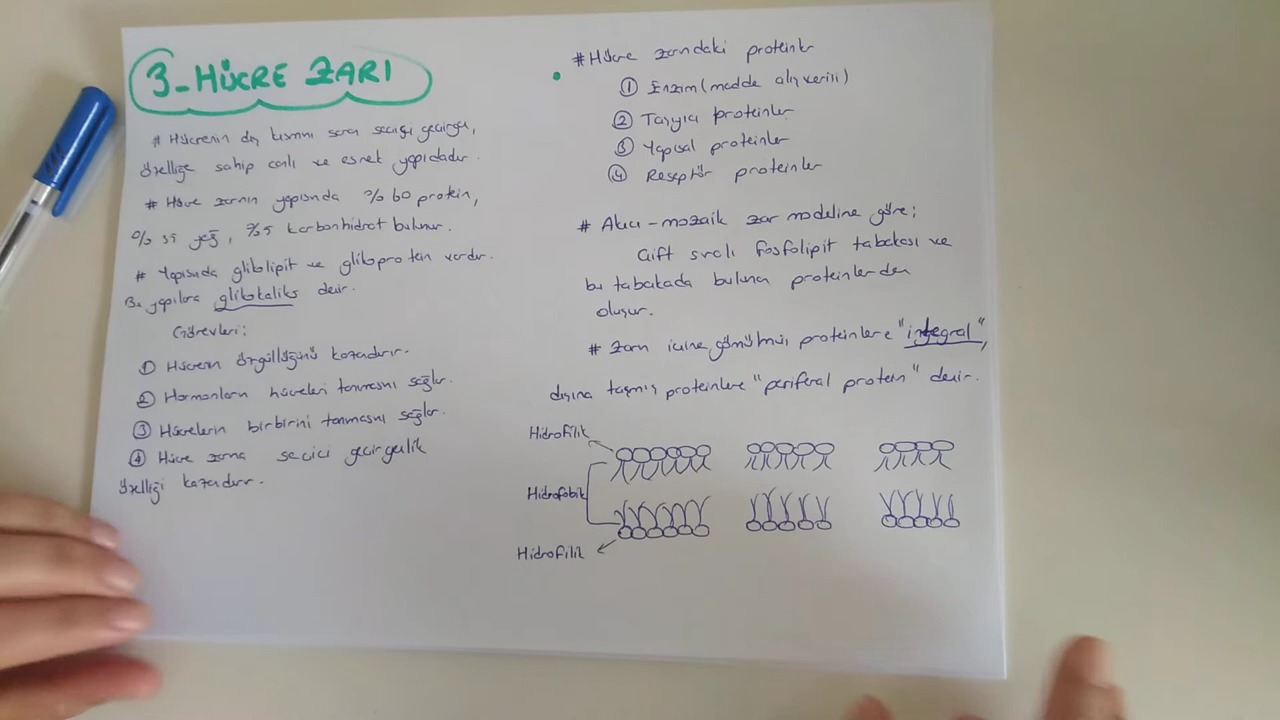 3-HÜCRE ZARI
# Hücrenin dış kısmını saran seçici geçirgen,
özelliğe sahip canlı ve esnek yapıdadır.
# Hücre zarının yapısında %60 protein,
%35 yağ, %5 karbonhidrat bulunur.
# Yapısında glikolipit ve glikoprotein vardır.
Bu yapılara glikokaliks denir.
Görevleri:
① Hücrenin özgüllüğünü kazandırır.
② Hormonların hücreleri tanımasını sağlar.
③ Hücrelerin birbirini tanımasını sağlar.
④ Hücre zarına seçici geçirgenlik
özelliği kazandırır.
# Hücre zarındaki proteinler
① Enzim (madde alışverişi)
② Taşıyıcı proteinler
③ Yapısal proteinler
④ Reseptör proteinler
# Akıcı-mozaik zar modeline göre;
Çift sıralı fosfolipit tabakası ve
bu tabakada bulunan proteinlerden
oluşur.
# Zarın içine gömülmüş proteinlere "integral",
dışına taşmış proteinlere "periferal protein" denir.
Hidrofilik
Hidrofobik
Hidrofilik